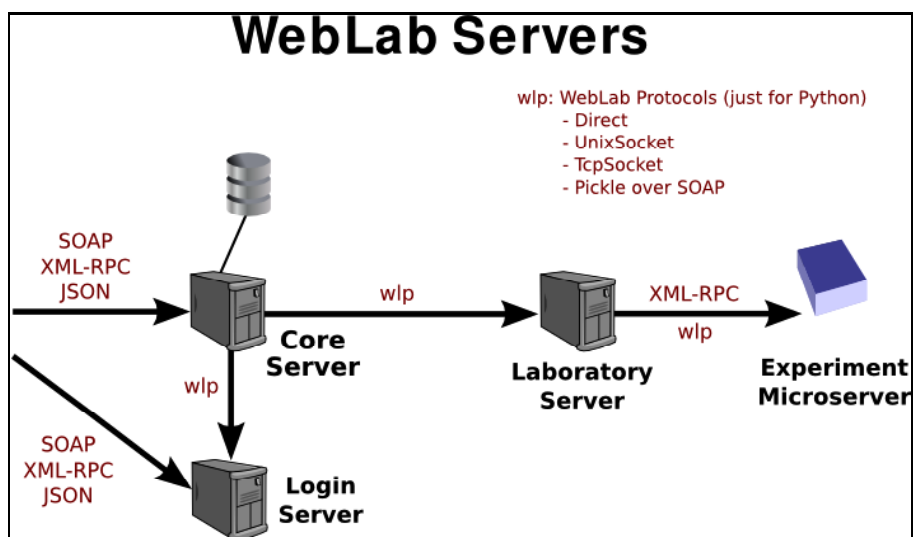 WebLab Servers
wlp: WebLab Protocols (just for Python)
- Direct
- UnixSocket
- TcpSocket
- Pickle over SOAP
SOAP
XML-RPC
JSON
wlp
XML-RPC
wlp
Core
Server
Laboratory
Server
Experiment
Microserver
wlp
SOAP
XML-RPC
JSON
Login
Server